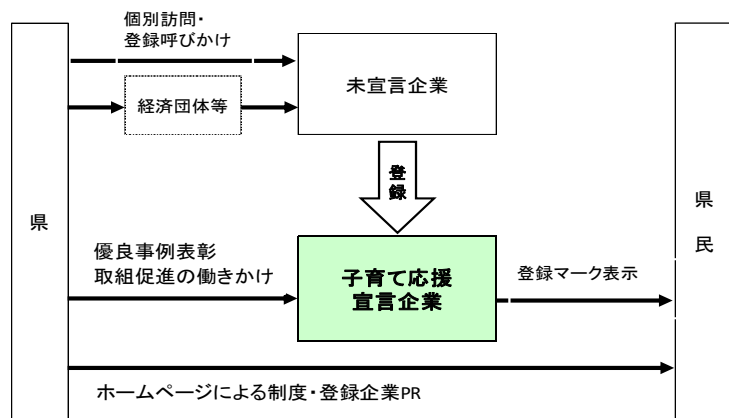 個別訪問・
登録呼びかけ
未宣言企業
経済団体等
登
録
県
県
民
優良事例表彰
取組促進の働きかけ
子育て応援
宣言企業
登録マーク表示
ホームページによる制度・登録企業PR